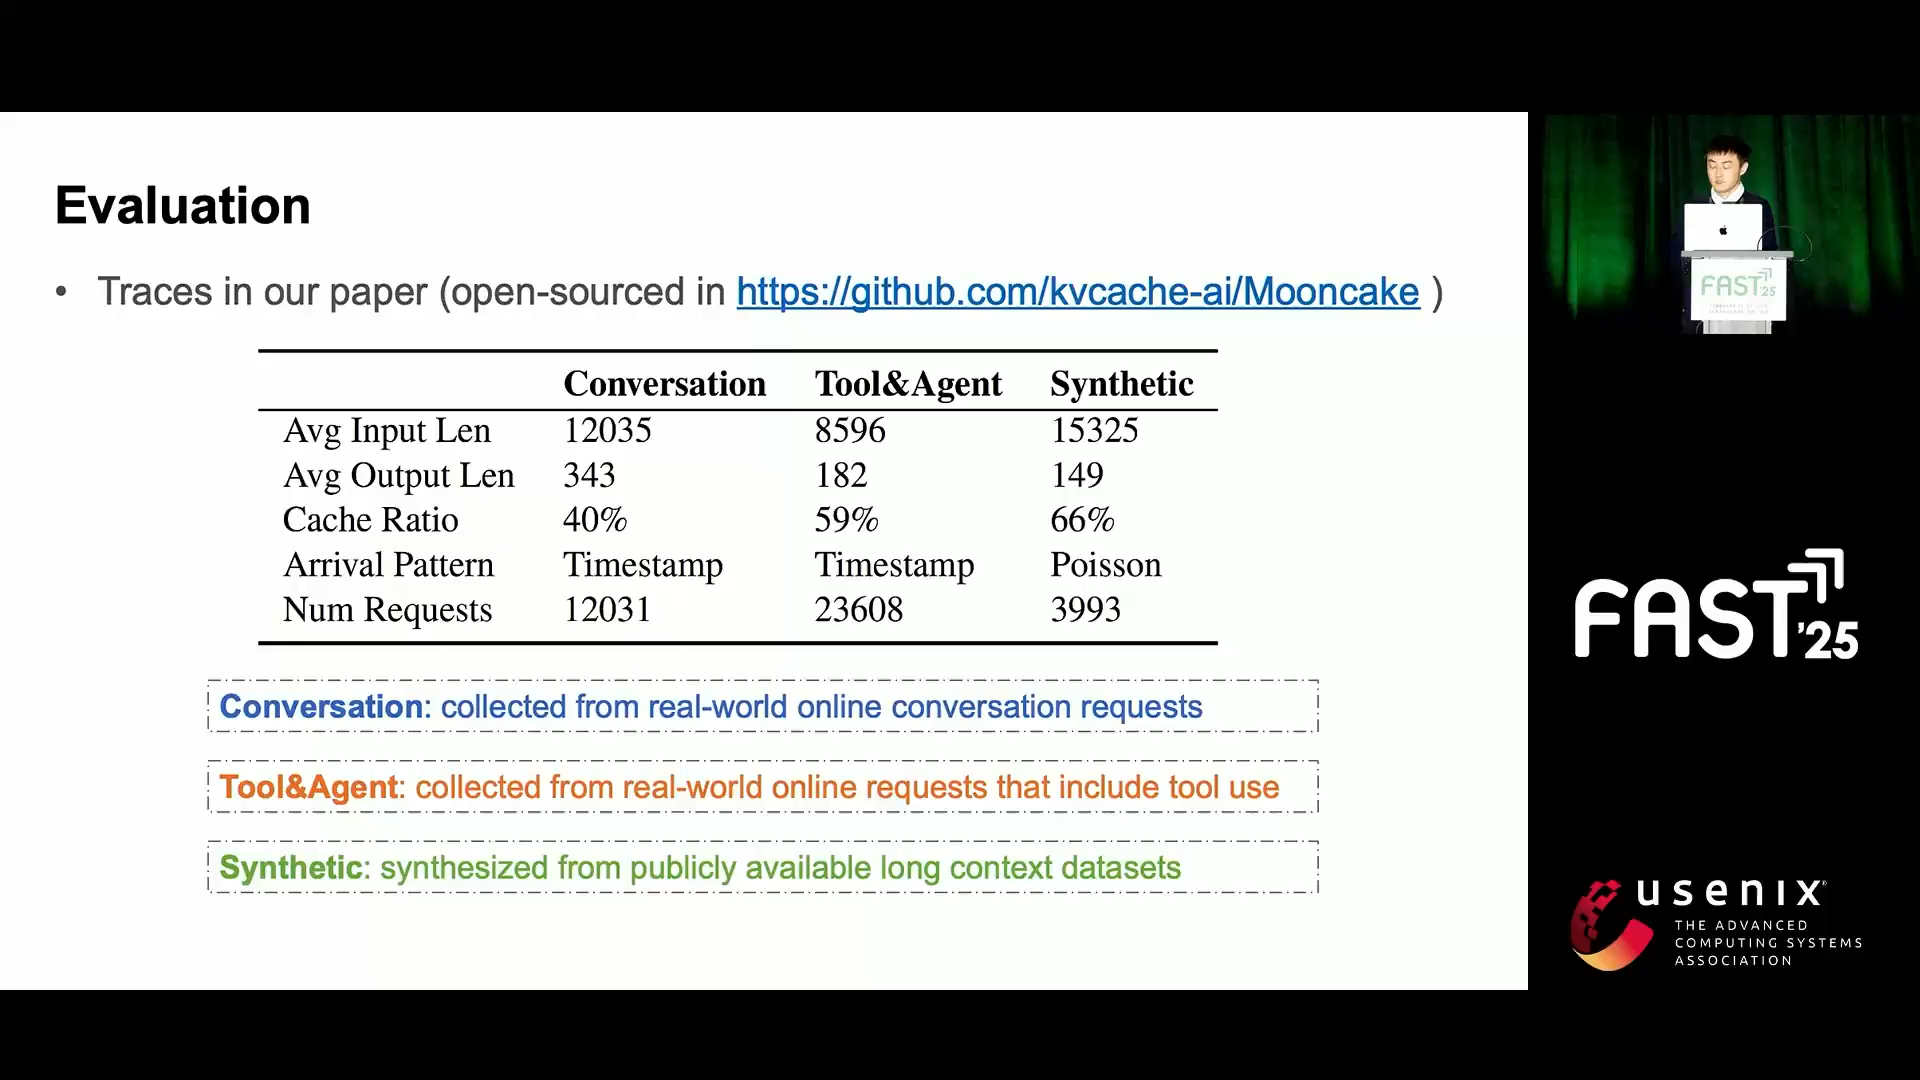 Evaluation
• Traces in our paper (open-sourced in https://github.com/kvcache-ai/Mooncake )
Conversation Tool&Agent Synthetic
Avg Input Len 12035 8596 15325
Avg Output Len 343 182 149
Cache Ratio 40% 59% 66%
Arrival Pattern Timestamp Timestamp Poisson
Num Requests 12031 23608 3993
Conversation: collected from real-world online conversation requests
Tool&Agent: collected from real-world online requests that include tool use
Synthetic: synthesized from publicly available long context datasets
FAST'25
FAST'25
usenix®
THE ADVANCED
COMPUTING SYSTEMS
ASSOCIATION